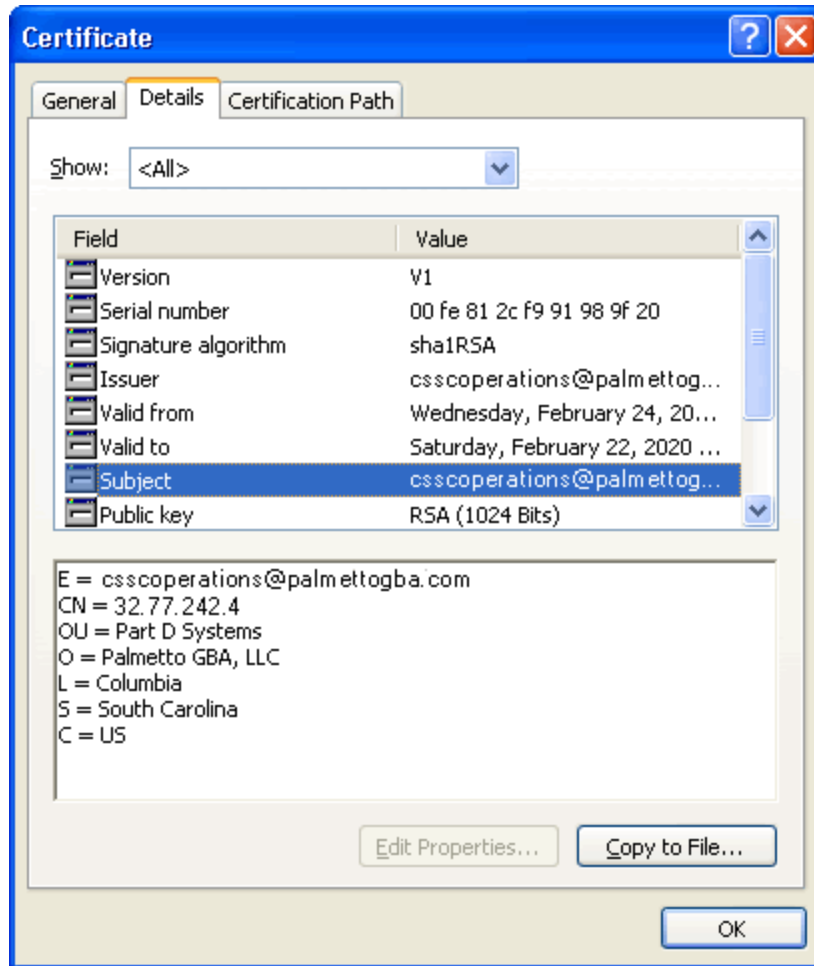 Certificate
General Details Certification Path
Show: <All>
Field Value
Version V1
Serial number 00 fe 81 2c f9 91 98 9f 20
Signature algorithm sha1RSA
Issuer csscoperations@palmettog...
Valid from Wednesday, February 24, 20...
Valid to Saturday, February 22, 2020 ...
Subject csscoperations@palmettog...
Public key RSA (1024 Bits)
E = csscoperations@palmettogba.com
CN = 32.77.242.4
OU = Part D Systems
O = Palmetto GBA, LLC
L = Columbia
S = South Carolina
C = US
Edit Properties... Copy to File...
OK